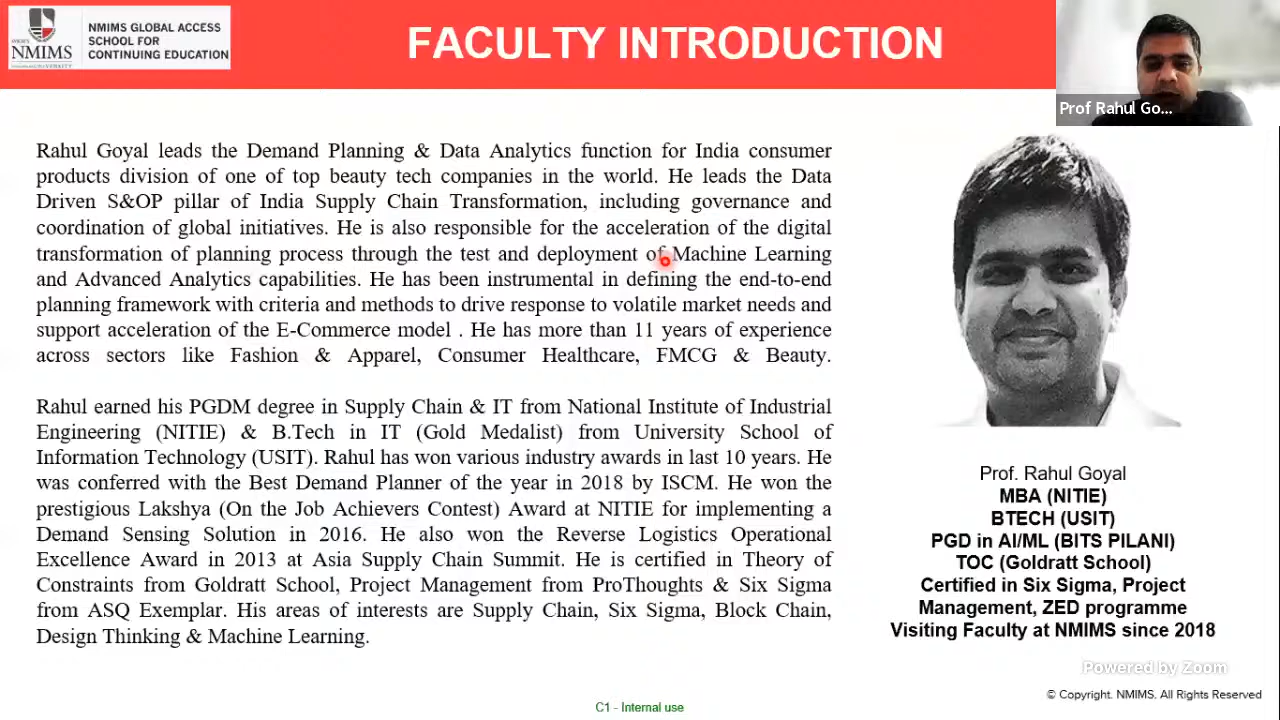 NMIMS
NMIMS GLOBAL ACCESS
SCHOOL FOR
CONTINUING EDUCATION
FACULTY INTRODUCTION
Prof Rahul Go...
Rahul Goyal leads the Demand Planning & Data Analytics function for India consumer
products division of one of top beauty tech companies in the world. He leads the Data
Driven S&OP pillar of India Supply Chain Transformation, including governance and
coordination of global initiatives. He is also responsible for the acceleration of the digital
transformation of planning process through the test and deployment of Machine Learning
and Advanced Analytics capabilities. He has been instrumental in defining the end-to-end
planning framework with criteria and methods to drive response to volatile market needs and
support acceleration of the E-Commerce model . He has more than 11 years of experience
across sectors like Fashion & Apparel, Consumer Healthcare, FMCG & Beauty.
Rahul earned his PGDM degree in Supply Chain & IT from National Institute of Industrial
Engineering (NITIE) & B.Tech in IT (Gold Medalist) from University School of
Information Technology (USIT). Rahul has won various industry awards in last 10 years. He
was conferred with the Best Demand Planner of the year in 2018 by ISCM. He won the
prestigious Lakshya (On the Job Achievers Contest) Award at NITIE for implementing a
Demand Sensing Solution in 2016. He also won the Reverse Logistics Operational
Excellence Award in 2013 at Asia Supply Chain Summit. He is certified in Theory of
Constraints from Goldratt School, Project Management from ProThoughts & Six Sigma
from ASQ Exemplar. His areas of interests are Supply Chain, Six Sigma, Block Chain,
Design Thinking & Machine Learning.
Prof. Rahul Goyal
MBA (NITIE)
BTECH (USIT)
PGD in AI/ML (BITS PILANI)
TOC (Goldratt School)
Certified in Six Sigma, Project
Management, ZED programme
Visiting Faculty at NMIMS since 2018
Powered by Zoom
© Copyright. NMIMS. All Rights Reserved
C1 - Internal use